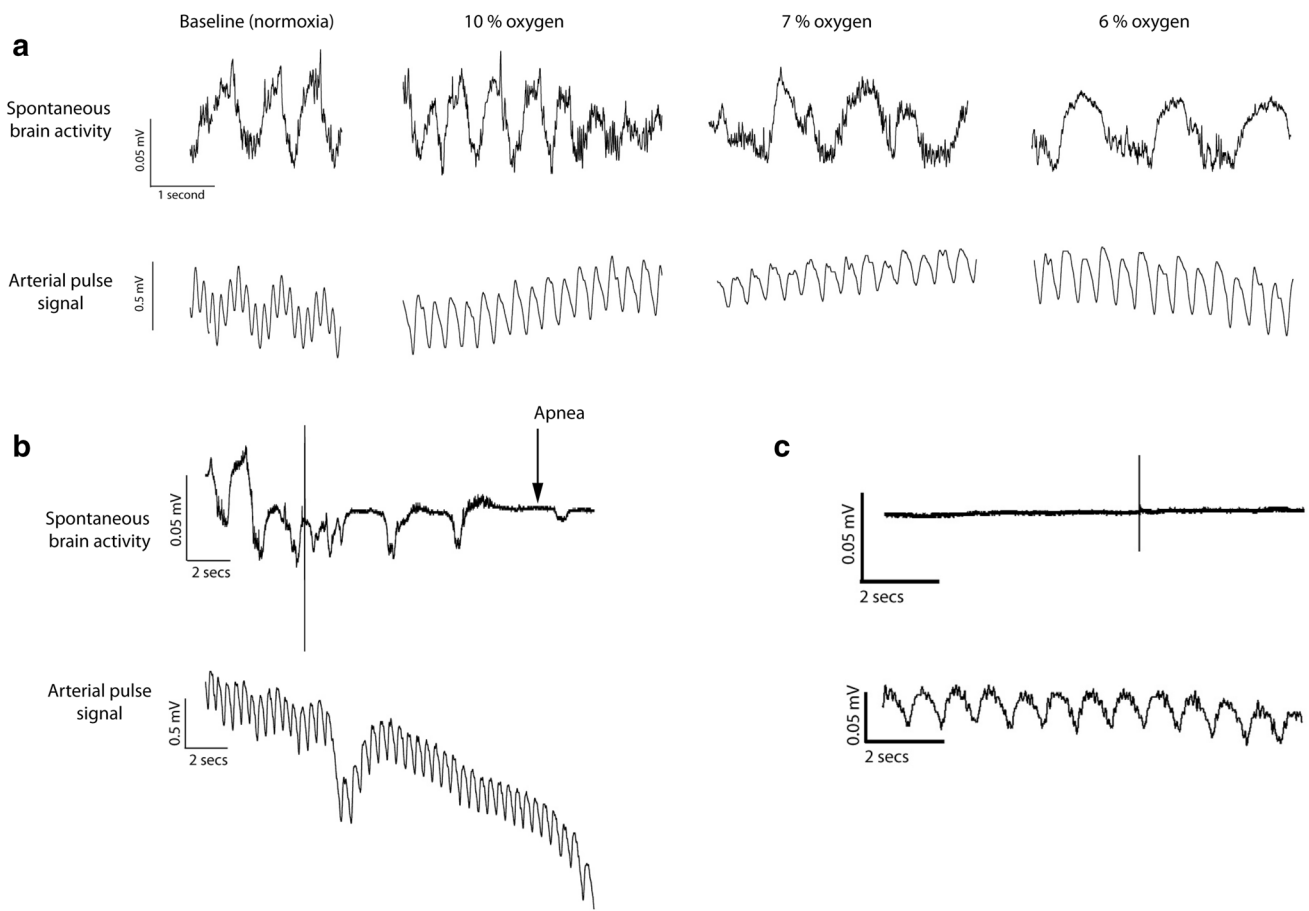 Baseline (normoxia)
10 % oxygen
7 % oxygen
6 % oxygen
a
Spontaneous
brain activity
0.05 mV
1 second
Arterial pulse
signal
0.5 mV
Apnea
b
c
Spontaneous
brain activity
0.05 mV
2 secs
0.05 mV
2 secs
Arterial pulse
signal
0.5 mV
2 secs
0.05 mV
2 secs